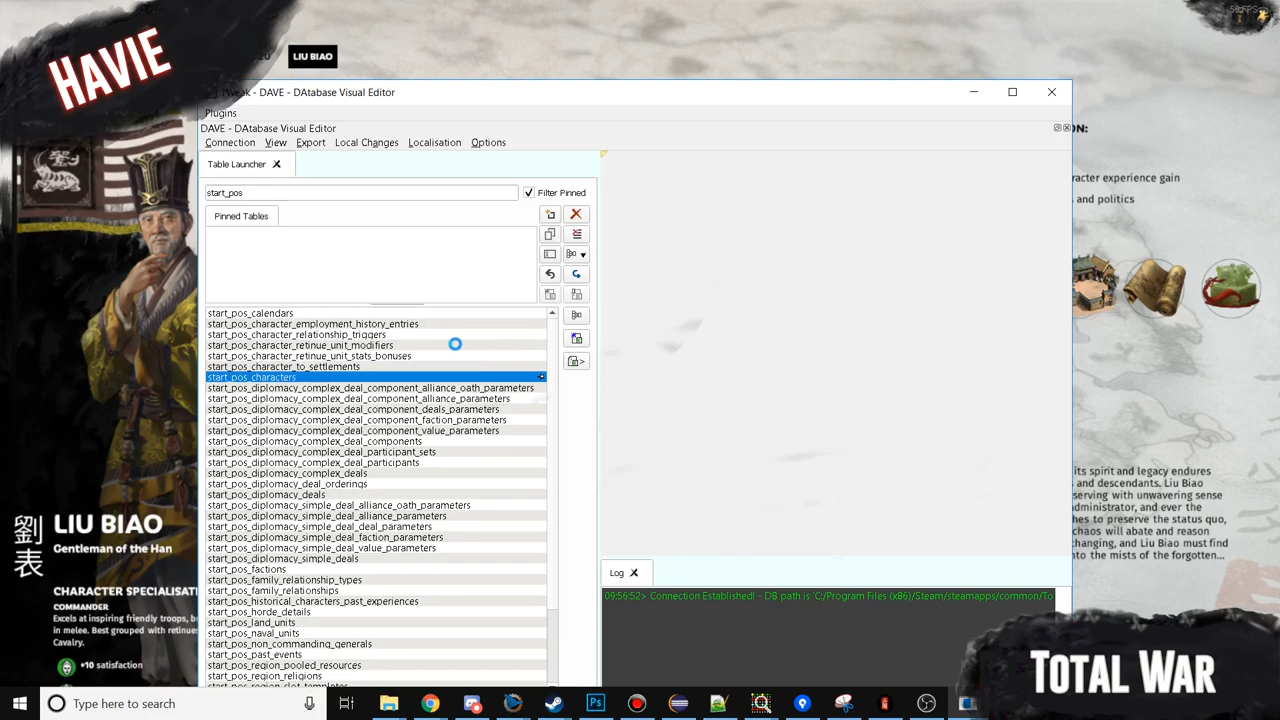 HAVIE
LIU BIAO
Tweak - DAVE - DAtabase Visual Editor
Plugins
DAVE - DAtabase Visual Editor
Connection View Export Local Changes Localisation Options
Table Launcher
start_pos
Filter Pinned
Pinned Tables
start_pos_calendars
start_pos_character_employment_history_entries
start_pos_character_relationship_triggers
start_pos_character_retinue_unit_modifiers
start_pos_character_retinue_unit_stats_bonuses
start_pos_character_to_settlements
start_pos_characters
start_pos_diplomacy_complex_deal_component_alliance_oath_parameters
start_pos_diplomacy_complex_deal_component_alliance_parameters
start_pos_diplomacy_complex_deal_component_deals_parameters
start_pos_diplomacy_complex_deal_component_faction_parameters
start_pos_diplomacy_complex_deal_component_value_parameters
start_pos_diplomacy_complex_deal_components
start_pos_diplomacy_complex_deal_participant_sets
start_pos_diplomacy_complex_deal_participants
start_pos_diplomacy_complex_deals
start_pos_diplomacy_deal_orderings
start_pos_diplomacy_deals
start_pos_diplomacy_simple_deal_alliance_oath_parameters
start_pos_diplomacy_simple_deal_alliance_parameters
start_pos_diplomacy_simple_deal_deal_parameters
start_pos_diplomacy_simple_deal_faction_parameters
start_pos_diplomacy_simple_deal_value_parameters
start_pos_diplomacy_simple_deals
start_pos_factions
start_pos_family_relationship_types
start_pos_family_relationships
start_pos_historical_characters_past_experiences
start_pos_horde_details
start_pos_land_units
start_pos_naval_units
start_pos_non_commanding_generals
start_pos_past_events
start_pos_region_pooled_resources
start_pos_region_religions
start_pos_region_slot_templates
Log
09:56:52> Connection Established! - DB path is 'C:/Program Files (x86)/Steam/steamapps/common/To
ON:
racter experience gain
and politics
its spirit and legacy endures
and descendants. Liu Biao
serving with unwavering sense
dministrator, and ever the
hes to preserve the status quo,
chaos will abate and reason
changing, and Liu Biao must find
nto the mists of the forgotten...
劉表
LIU BIAO
Gentleman of the Han
CHARACTER SPECIALISAT
COMMANDER
Excels at inspiring friendly troops, b
in melee. Best grouped with retinues
Cavalry.
+10 satisfaction
TOTAL WAR
Type here to search